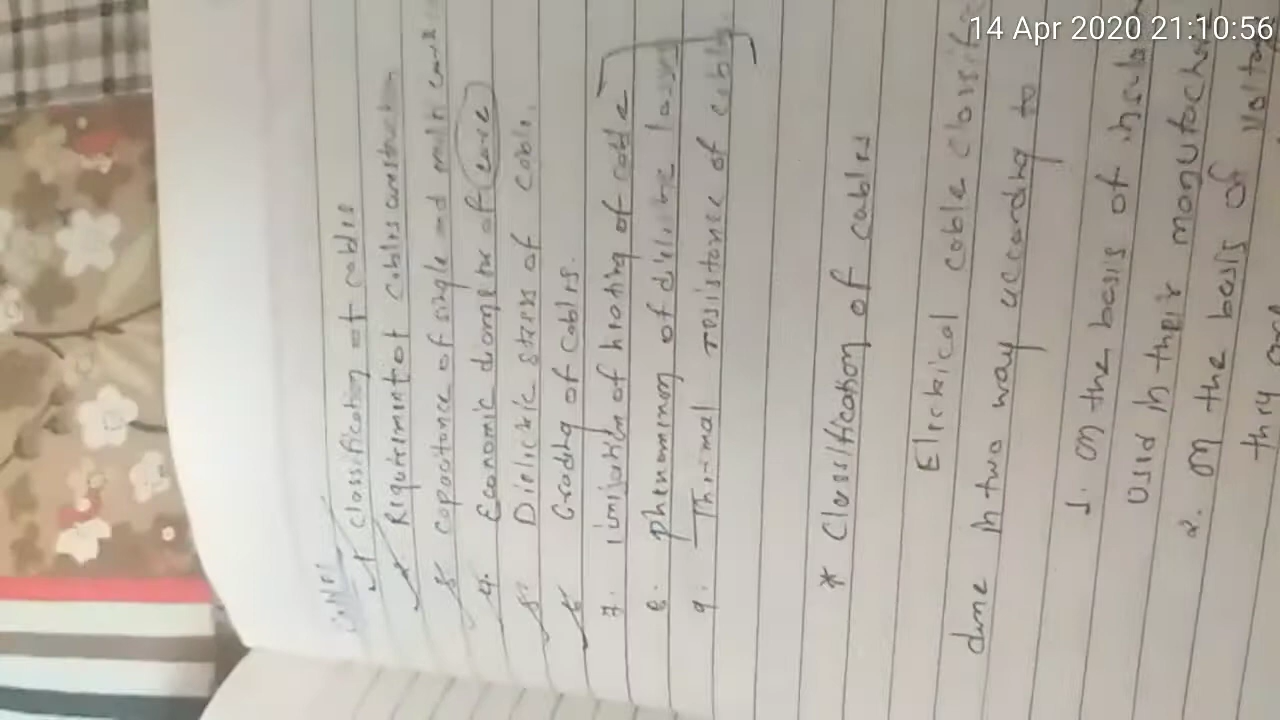 14 Apr 2020 21:10:56
1 Classification of cables
2 Requirement of cables construction
3 capacitance of single and multi core
4. Economic diameter of core
5. Dielectric stress of cable.
6 Grading of cables.
7. limitation of heating of cable
8. phenominon of dielectric losses
9. Thermal resistance of cable
* Classification of cables
Electrical cable
done in two way according to
1. on the basis of
Used in their
2. on the basis of voltage
they are